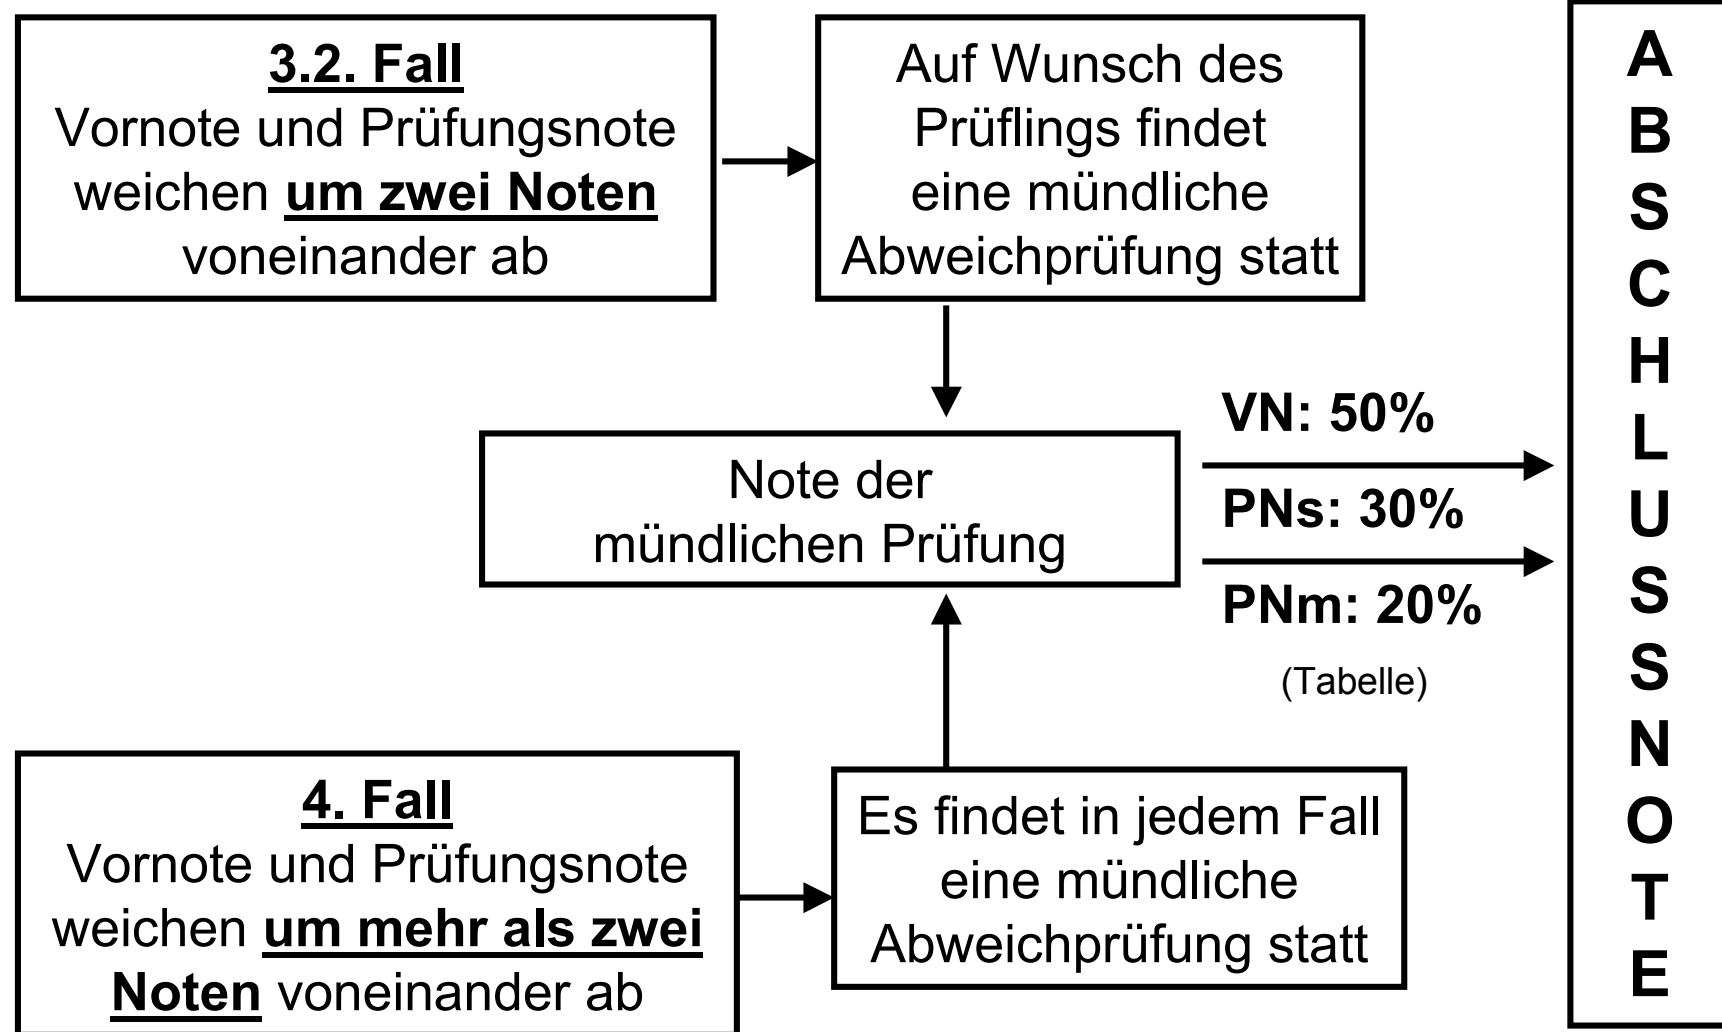 3.2. Fall
Vornote und Prüfungsnote
weichen um zwei Noten
voneinander ab
Auf Wunsch des
Prüflings findet
eine mündliche
Abweichprüfung statt
Note der
mündlichen Prüfung
VN: 50%
PNs: 30%
PNm: 20%
(Tabelle)
4. Fall
Vornote und Prüfungsnote
weichen um mehr als zwei
Noten voneinander ab
Es findet in jedem Fall
eine mündliche
Abweichprüfung statt
A
B
S
C
H
L
U
S
S
N
O
T
E